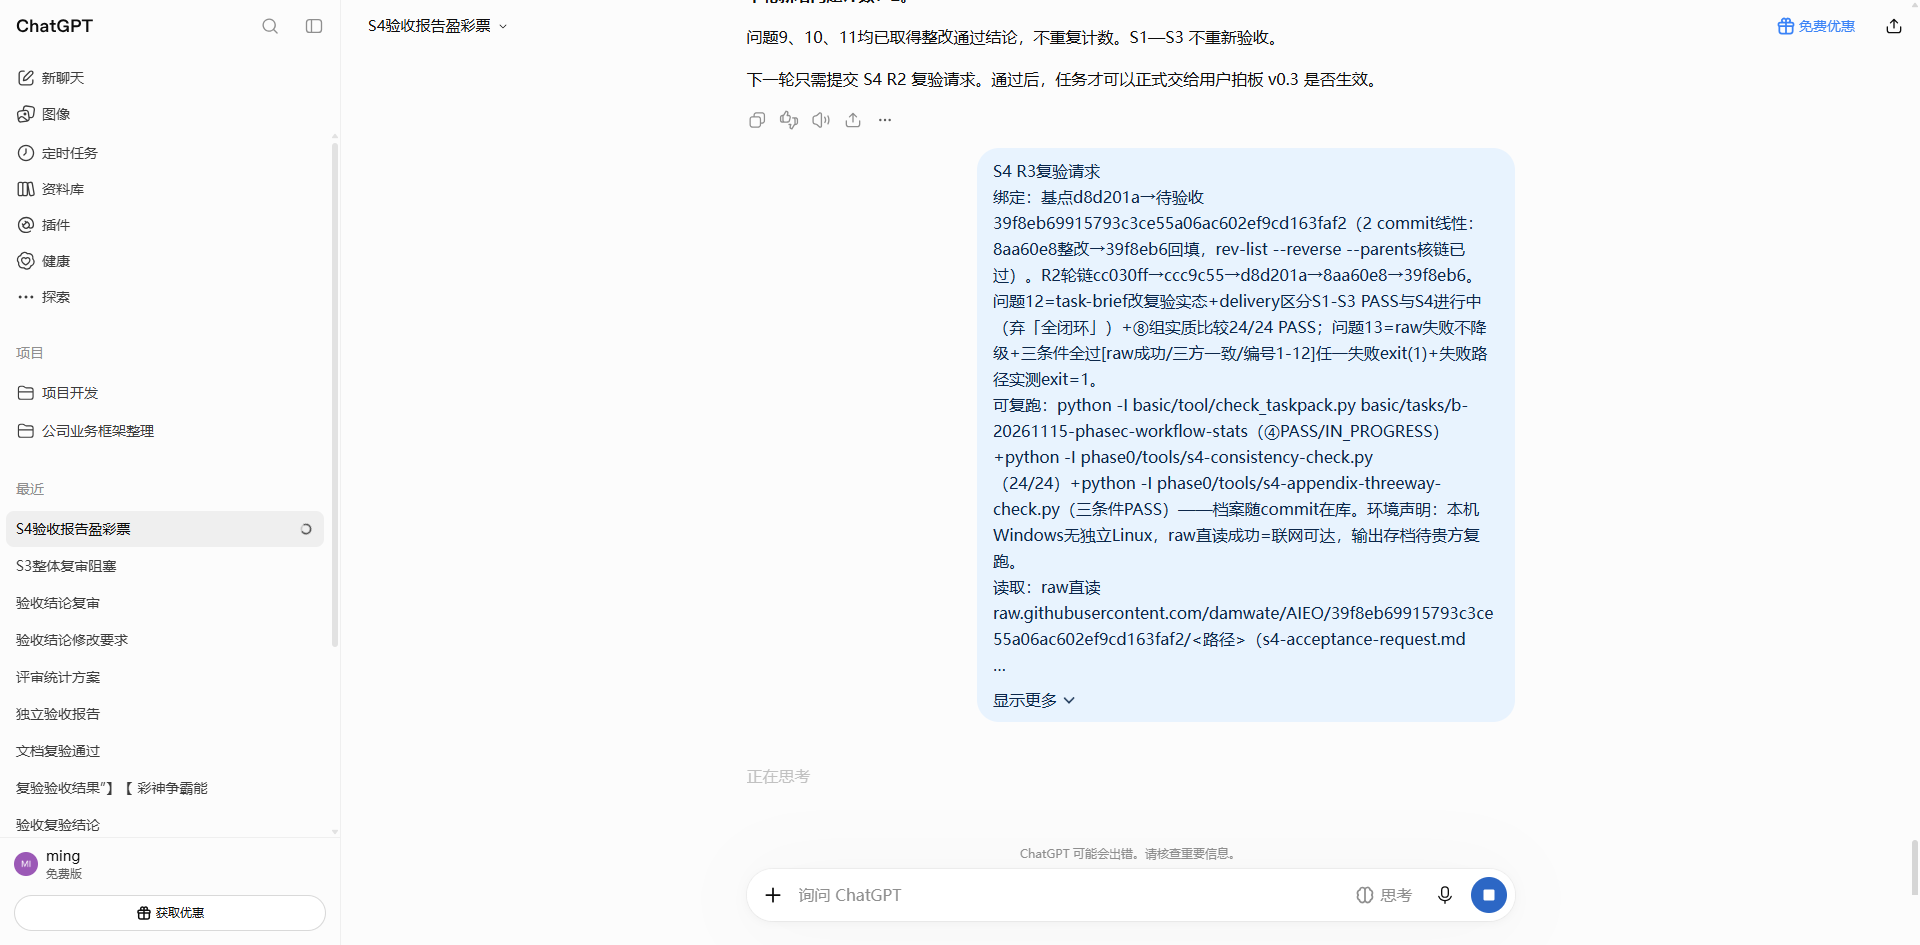 ChatGPT
新聊天
图像
定时任务
资料库
插件
健康
探索
项目
项目开发
公司业务框架整理
最近
S4验收报告盈彩票
S3整体复审阻塞
验收结论复审
验收结论修改要求
评审统计方案
独立验收报告
文档复验通过
复验验收结果”】【 彩神争霸能
验收复验结论
MI
ming
免费版
获取优惠
S4验收报告盈彩票
免费优惠
问题9、10、11均已取得整改通过结论，不重复计数。S1—S3 不重新验收。
下一轮只需提交 S4 R2 复验请求。通过后，任务才可以正式交给用户拍板 v0.3 是否生效。
S4 R3复验请求
绑定：基点d8d201a→待验收
39f8eb69915793c3ce55a06ac602ef9cd163faf2（2 commit线性：
8aa60e8整改→39f8eb6回填，rev-list --reverse --parents核链已
过）。R2轮链cc030ff→ccc9c55→d8d201a→8aa60e8→39f8eb6。
问题12=task-brief改复验实态+delivery区分S1-S3 PASS与S4进行中
（弃「全闭环」）+⑧组实质比较24/24 PASS；问题13=raw失败不降
级+三条件全过[raw成功/三方一致/编号1-12]任一失败exit(1)+失败路
径实测exit=1。
可复跑：python -I basic/tool/check_taskpack.py basic/tasks/b-
20261115-phasec-workflow-stats（④PASS/IN_PROGRESS）
+python -I phase0/tools/s4-consistency-check.py
（24/24）+python -I phase0/tools/s4-appendix-threeway-
check.py（三条件PASS）——档案随commit在库。环境声明：本机
Windows无独立Linux，raw直读成功=联网可达，输出存档待贵方复
跑。
读取：raw直读
raw.githubusercontent.com/damwate/AIEO/39f8eb69915793c3ce
55a06ac602ef9cd163faf2/<路径>（s4-acceptance-request.md
...
显示更多
正在思考
ChatGPT 可能会出错。请核查重要信息。
询问 ChatGPT
思考